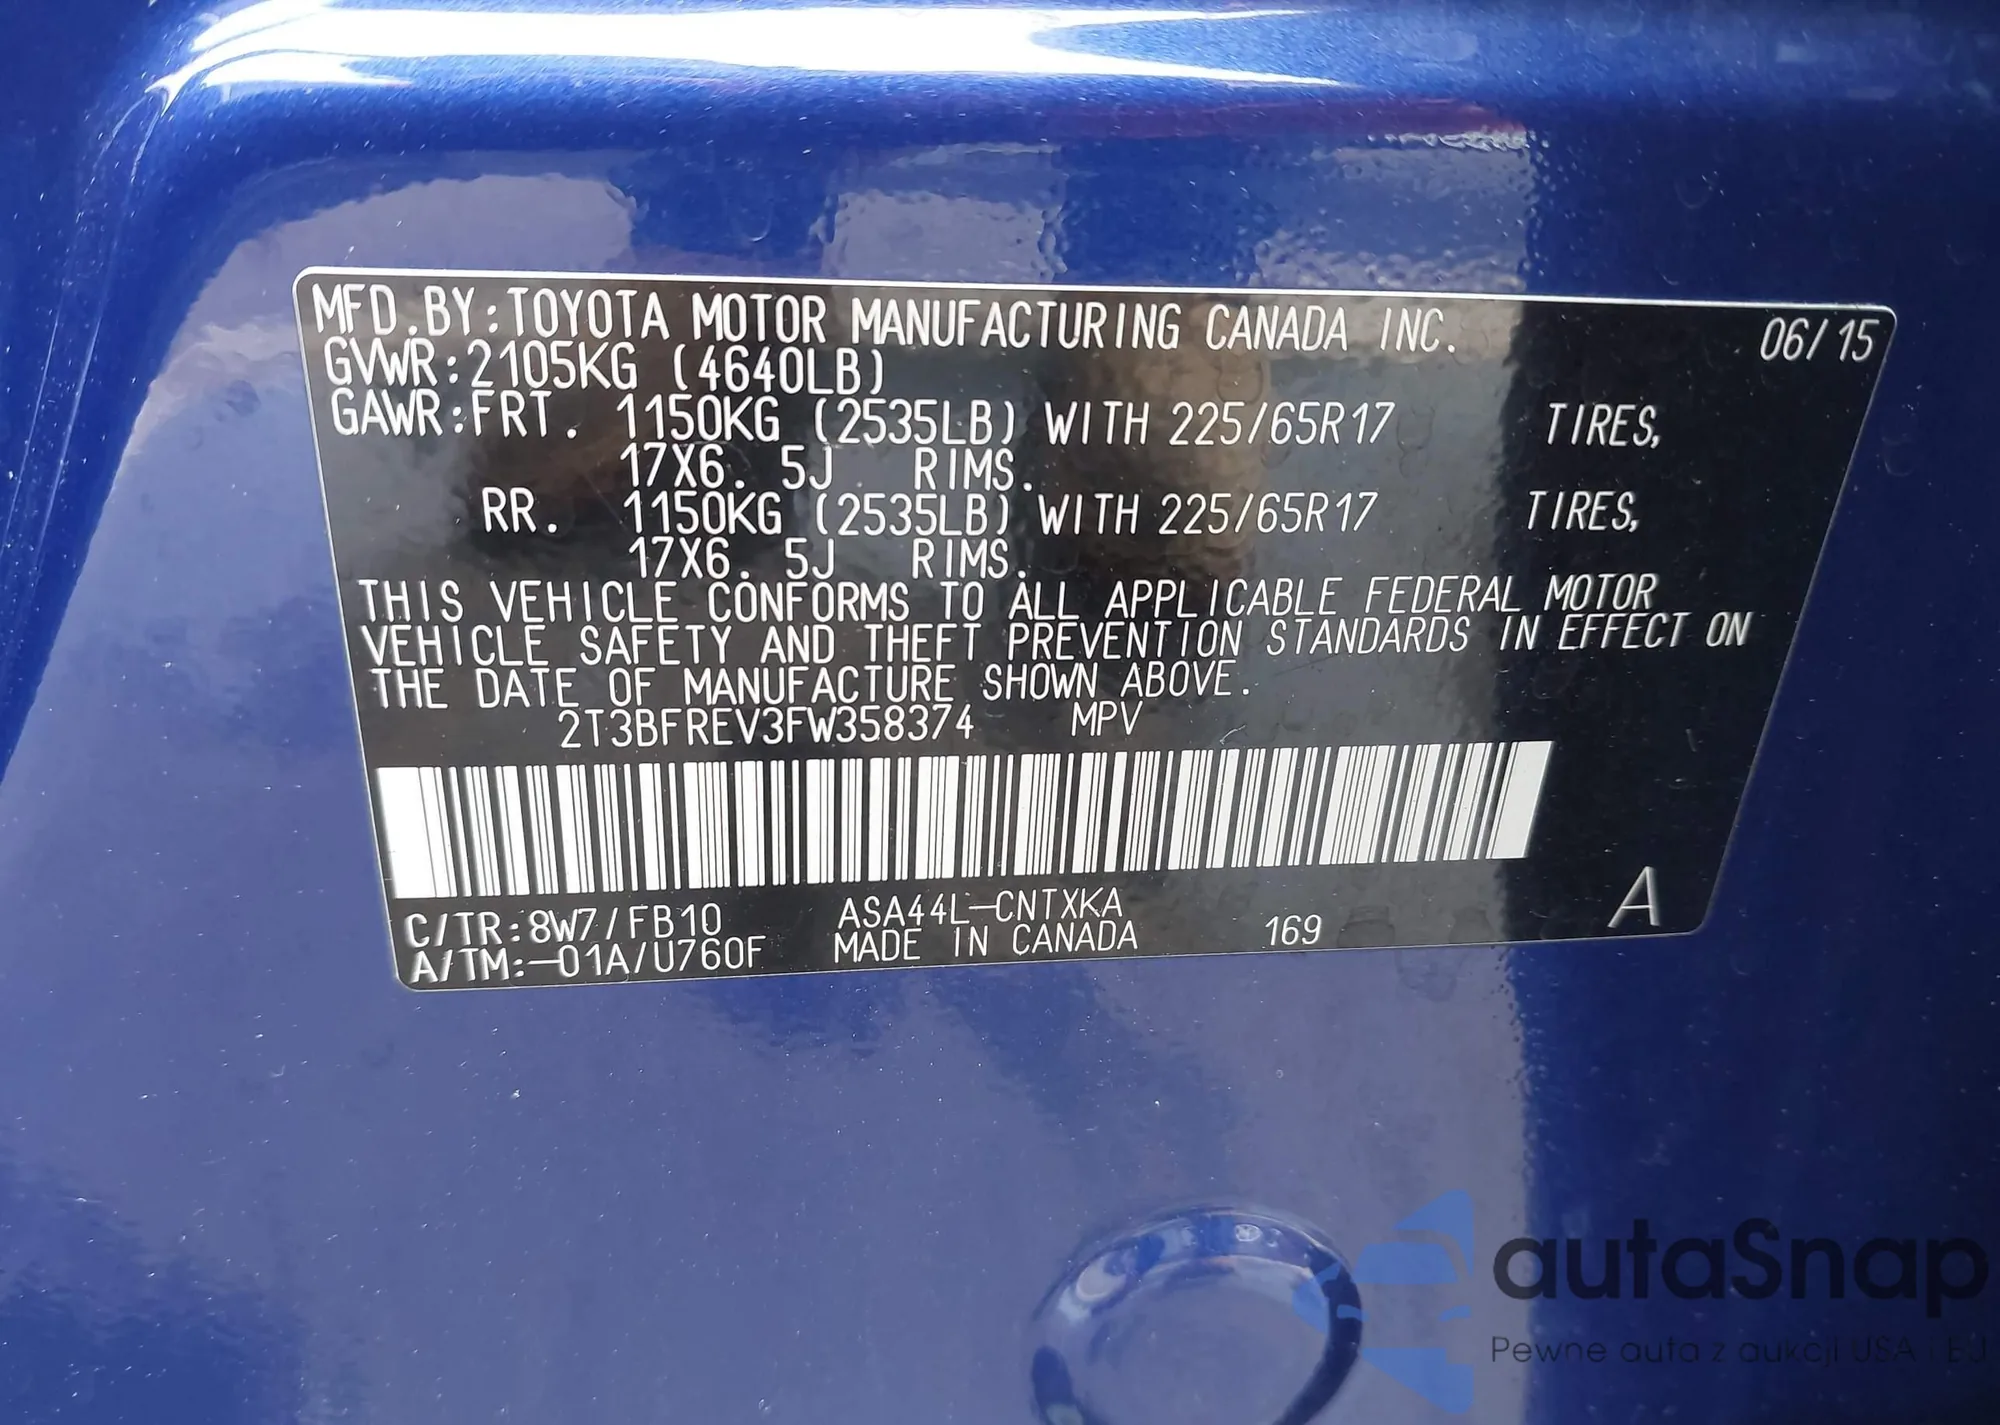 MFD.BY:TOYOTA MOTOR MANUFACTURING CANADA INC. 06/15
GVWR:2105KG (4640LB)
GAWR:FRT. 1150KG (2535LB) WITH 225/65R17 TIRES,
17X6. 5J RIMS.
RR. 1150KG (2535LB) WITH 225/65R17 TIRES,
17X6. 5J RIMS.
THIS VEHICLE CONFORMS TO ALL APPLICABLE FEDERAL MOTOR
VEHICLE SAFETY AND THEFT PREVENTION STANDARDS IN EFFECT ON
THE DATE OF MANUFACTURE SHOWN ABOVE.
2T3BFREV3FW358374 MPV
C/TR:8W7/FB10 ASA44L-CNTXKA
A/TM:-01A/U760F MADE IN CANADA 169 A
autaSnap
Pewne auta z aukcji USA i EU